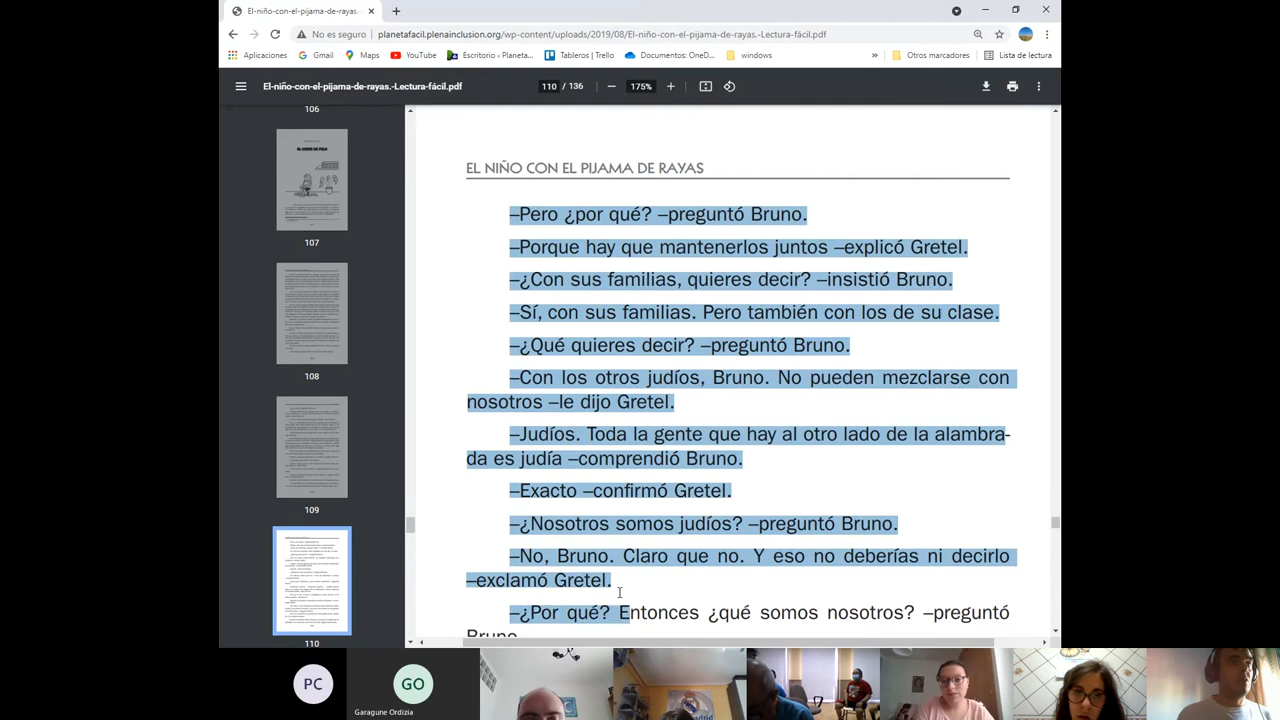 El-niño-con-el-pijama-de-rayas.-
No es seguro | planetafacil.plenainclusion.org/wp-content/uploads/2019/08/El-niño-con-el-pijama-de-rayas.-Lectura-fácil.pdf
Aplicaciones Gmail Maps YouTube Escritorio – Planeta... Tableros | Trello Documentos: OneD... windows » Otros marcadores Lista de lectura
El-niño-con-el-pijama-de-rayas.-Lectura-fácil.pdf 110 / 136 175%
106
107
108
109
110
EL NIÑO CON EL PIJAMA DE RAYAS
–Pero ¿por qué? –preguntó Bruno.
–Porque hay que mantenerlos juntos –explicó Gretel.
–¿Con sus familias, quieres decir? –insistió Bruno.
–Sí, con sus familias. Pero también con los de su clase.
–¿Qué quieres decir? –preguntó Bruno.
–Con los otros judíos, Bruno. No pueden mezclarse con
nosotros –le dijo Gretel.
–Judíos. Toda la gente que hay al otro lado de la alambra-
da es judía –comprendió Bruno.
–Exacto –confirmó Gretel.
–¿Nosotros somos judíos? –preguntó Bruno.
–No, Bruno. Claro que no. Y eso no deberías ni decirlo
–exclamó Gretel.
–¿Por qué? Entonces ¿qué somos nosotros? –preguntó
Bruno
PC
GO
Garagune Ordizia